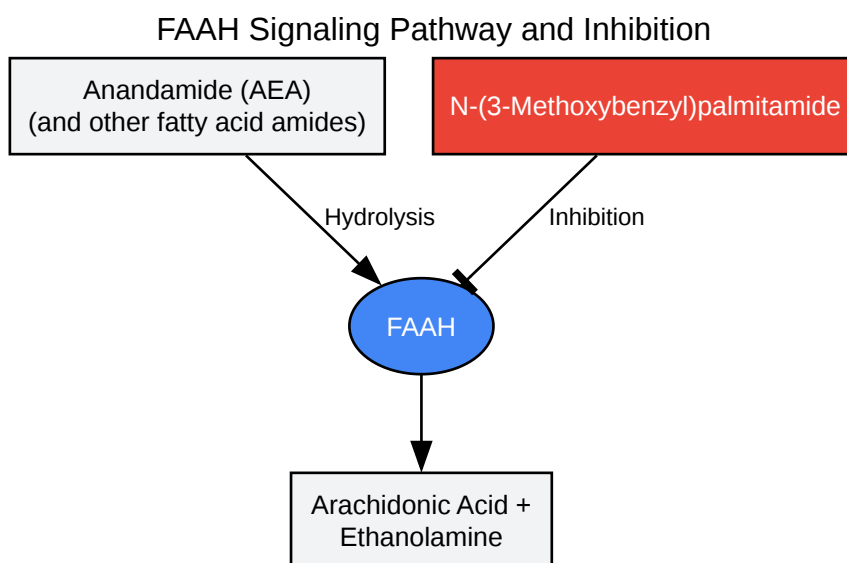 FAAH Signaling Pathway and Inhibition
Anandamide (AEA)
(and other fatty acid amides)
N-(3-Methoxybenzyl)palmitamide
Hydrolysis
Inhibition
FAAH
Arachidonic Acid +
Ethanolamine